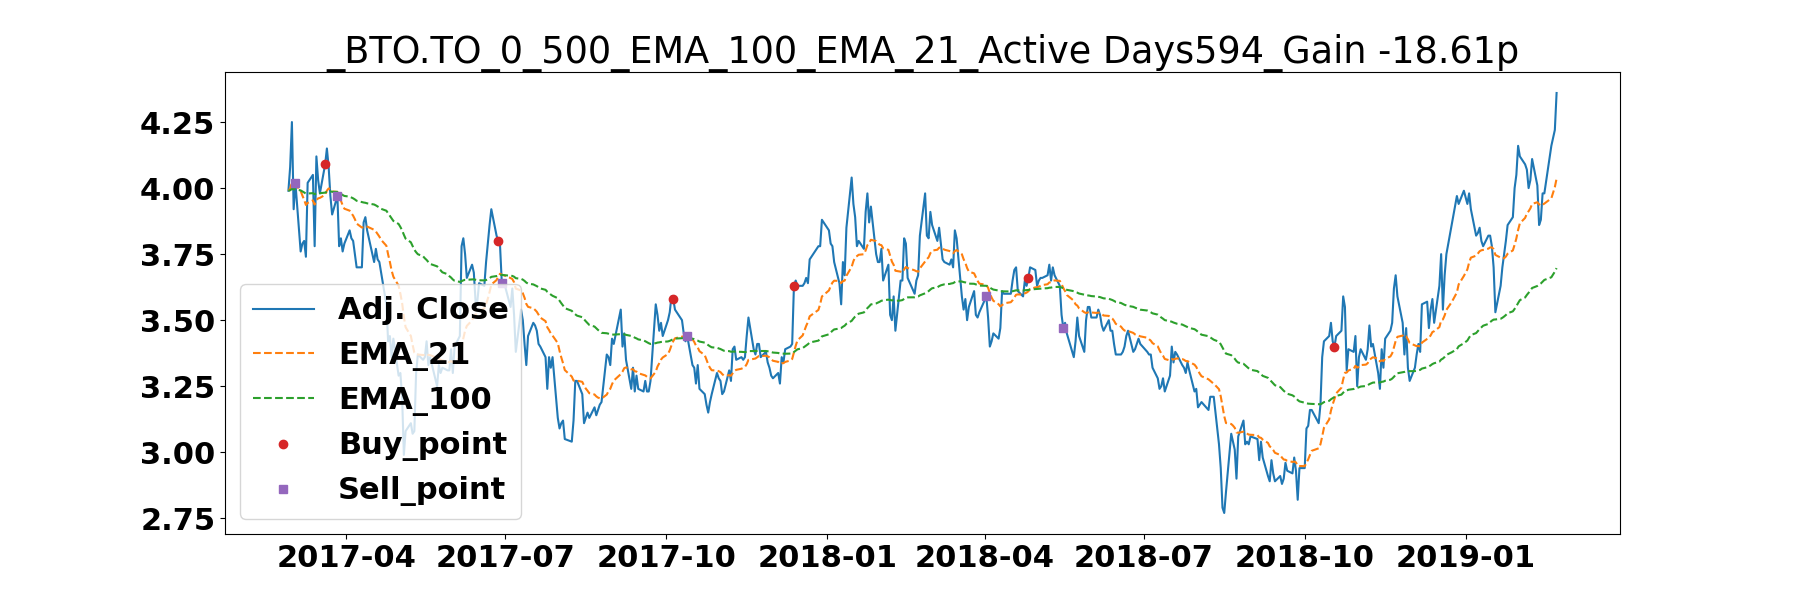 _BTO.TO_0_500_EMA_100_EMA_21_Active Days594_Gain -18.61p
4.25
4.00
3.75
3.50
3.25
3.00
2.75
Adj. Close
EMA_21
EMA_100
Buy_point
Sell_point
2017-04 2017-07 2017-10 2018-01 2018-04 2018-07 2018-10 2019-01